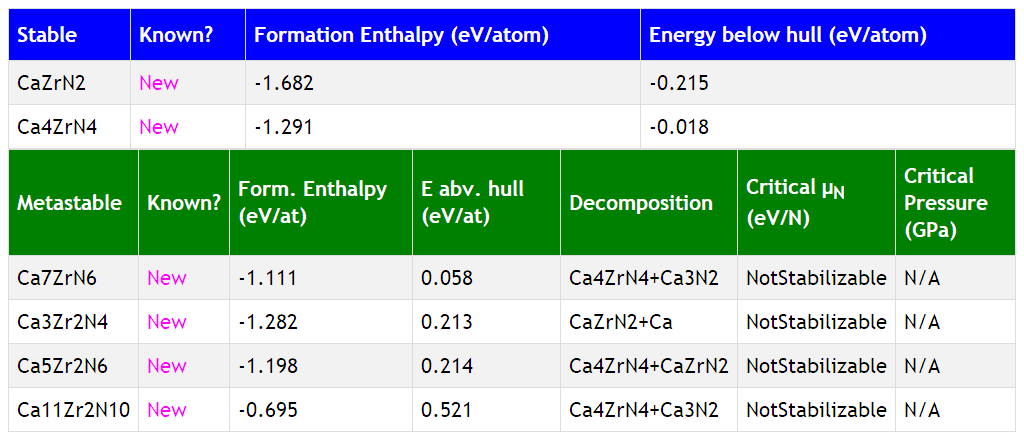 Stable Known? Formation Enthalpy (eV/atom) Energy below hull (eV/atom)
CaZrN2 New -1.682 -0.215
Ca4ZrN4 New -1.291 -0.018
Metastable Known? Form. Enthalpy (eV/at) E abv. hull (eV/at) Decomposition Critical μN (eV/N) Critical Pressure (GPa)
Ca7ZrN6 New -1.111 0.058 Ca4ZrN4+Ca3N2 NotStabilizable N/A
Ca3Zr2N4 New -1.282 0.213 CaZrN2+Ca NotStabilizable N/A
Ca5Zr2N6 New -1.198 0.214 Ca4ZrN4+CaZrN2 NotStabilizable N/A
Ca11Zr2N10 New -0.695 0.521 Ca4ZrN4+Ca3N2 NotStabilizable N/A